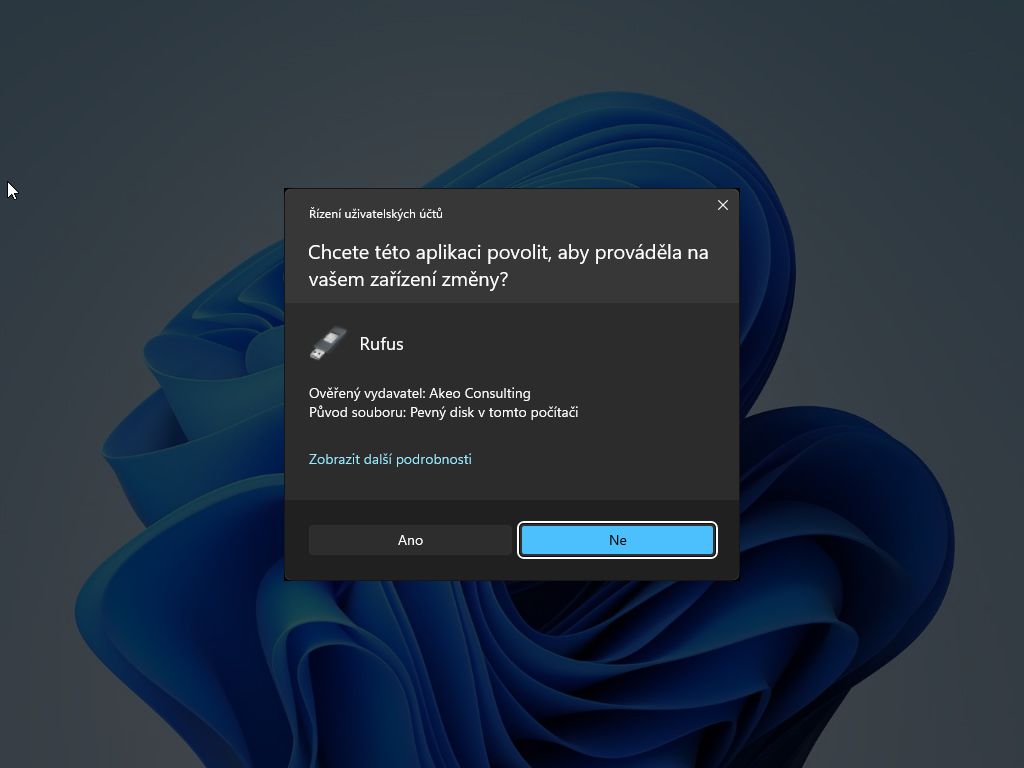 Řízení uživatelských účtů
Chcete této aplikaci povolit, aby prováděla na
vašem zařízení změny?
Rufus
Ověřený vydavatel: Akeo Consulting
Původ souboru: Pevný disk v tomto počítači
Zobrazit další podrobnosti
Ano
Ne